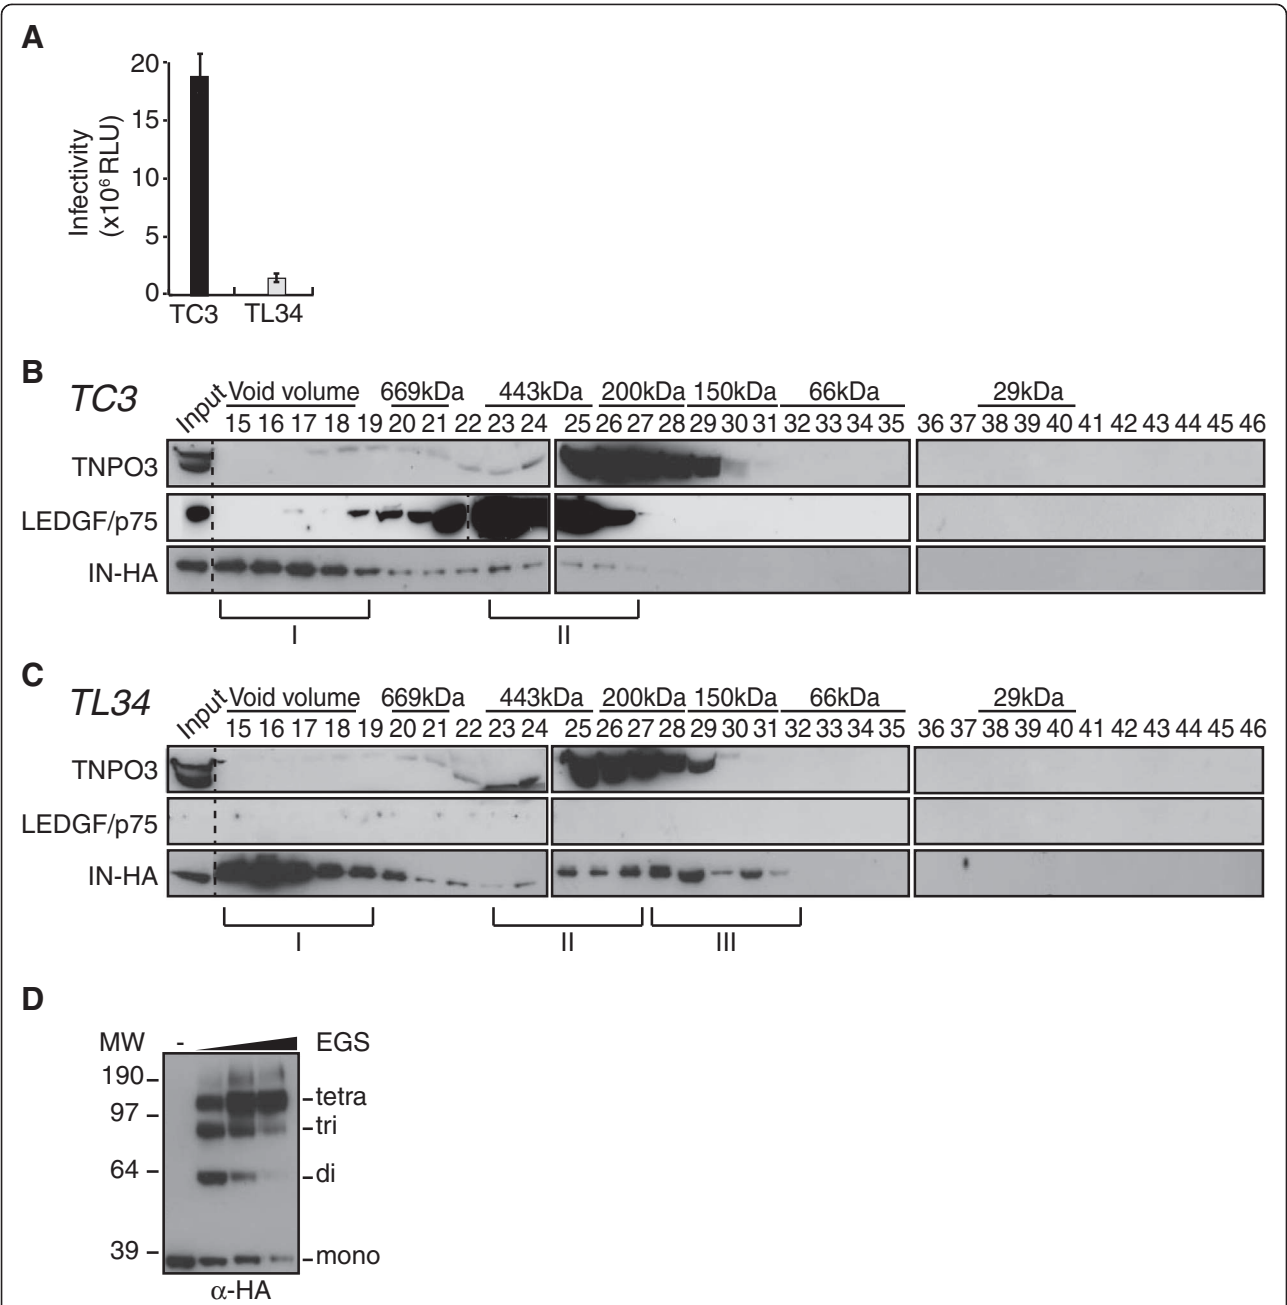 A
Infectivity
(x10⁶ RLU)
20
15
10
5
0
TC3 TL34
B
TC3
Input Void volume 669kDa 443kDa 200kDa 150kDa 66kDa 29kDa
15 16 17 18 19 20 21 22 23 24 25 26 27 28 29 30 31 32 33 34 35 36 37 38 39 40 41 42 43 44 45 46
TNPO3
LEDGF/p75
IN-HA
I II
C
TL34
Input Void volume 669kDa 443kDa 200kDa 150kDa 66kDa 29kDa
15 16 17 18 19 20 21 22 23 24 25 26 27 28 29 30 31 32 33 34 35 36 37 38 39 40 41 42 43 44 45 46
TNPO3
LEDGF/p75
IN-HA
I II III
D
MW - EGS
190
97
64
39
tetra
tri
di
mono
α-HA